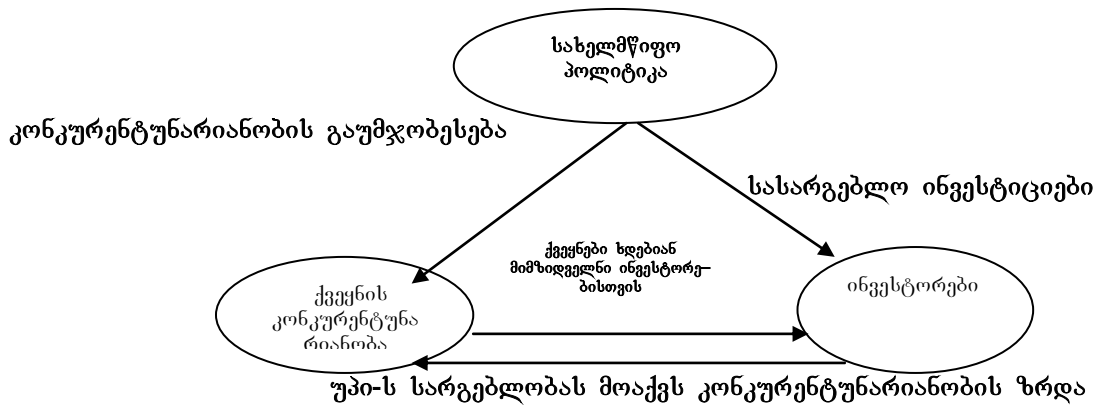 სახელმწიფო
პოლიტიკა
კონკურენტუნარიანობის გაუმჯობესება
სასარგებლო ინვესტიციები
ქვეყნები ხდებიან
მიმზიდველნი ინვესტორე–
ბისთვის
ქვეყნის
კონკურენტუნა
რიანობა
ინვესტორები
უპი-ს სარგებლობას მოაქვს კონკურენტუნარიანობის ზრდა